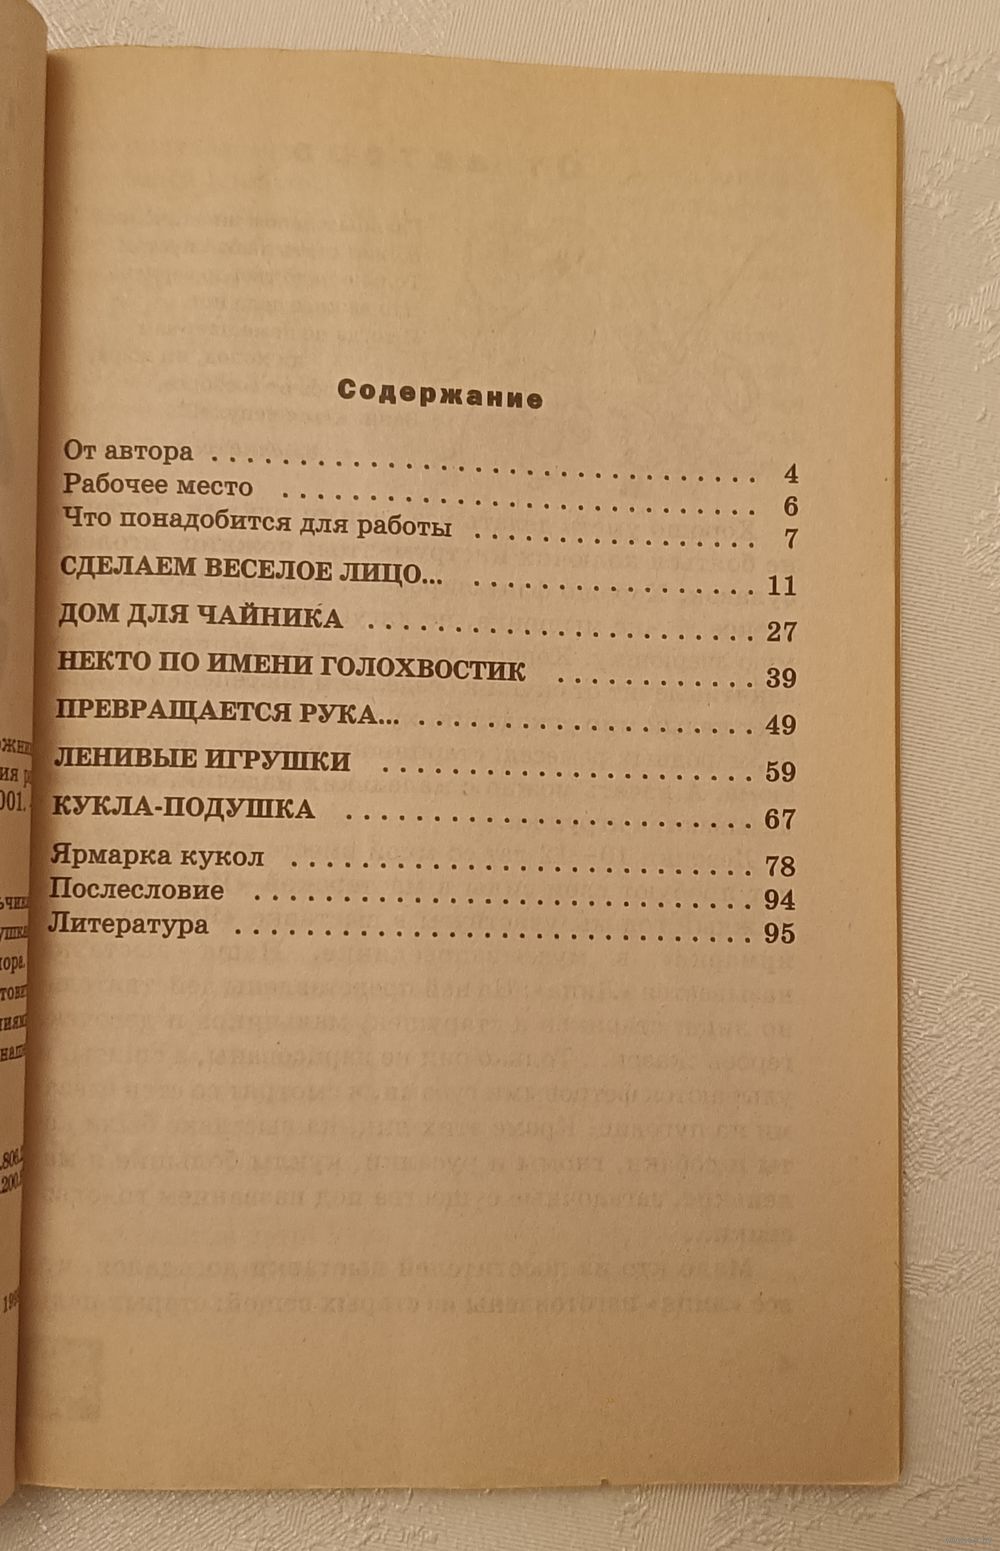 Содержание
От автора . . . . . . . . . . . . . . . . . . . . . . . . . . . . . . . 4
Рабочее место . . . . . . . . . . . . . . . . . . . . . . . . . . . 6
Что понадобится для работы . . . . . . . . . . . . . . . . 7
СДЕЛАЕМ ВЕСЕЛОЕ ЛИЦО... . . . . . . . . . . . . . . . . 11
ДОМ ДЛЯ ЧАЙНИКА . . . . . . . . . . . . . . . . . . . . . . 27
НЕКТО ПО ИМЕНИ ГОЛОХВОСТИК . . . . . . . . . . . 39
ПРЕВРАЩАЕТСЯ РУКА... . . . . . . . . . . . . . . . . . . . 49
ЛЕНИВЫЕ ИГРУШКИ . . . . . . . . . . . . . . . . . . . . . 59
КУКЛА-ПОДУШКА . . . . . . . . . . . . . . . . . . . . . . . 67
Ярмарка кукол . . . . . . . . . . . . . . . . . . . . . . . . . . 78
Послесловие . . . . . . . . . . . . . . . . . . . . . . . . . . . . 94
Литература . . . . . . . . . . . . . . . . . . . . . . . . . . . . . 95